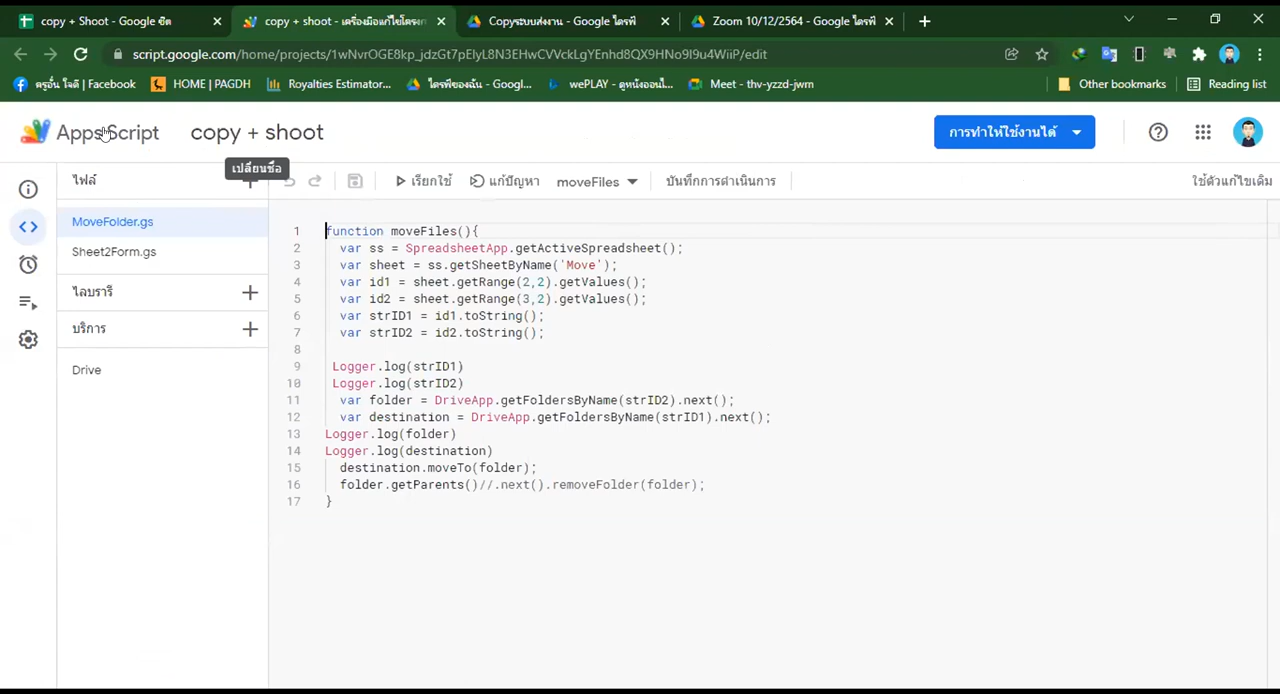 copy + Shoot - Google ชีต
copy + shoot - เครื่องมือแก้ไขโครงก
Copyระบบส่งงาน - Google ไดรฟ์
Zoom 10/12/2564 - Google ไดรฟ์
script.google.com/home/projects/1wNvrOGE8kp_jdzGt7pElyL8N3EHwCVVckLgYEnhd8QX9HNo9I9u4WiiP/edit
ครูอื่น โจดี | Facebook
HOME | PAGDH
Royalties Estimator...
ไดรฟ์ของฉัน - Goog...
wePLAY - ดูหนังออนไ...
Meet - thv-yzzd-jwm
Other bookmarks
Reading list
Apps Script
copy + shoot
การทำให้ใช้งานได้
เปลี่ยนชื่อ
ไฟล์
เรียกใช้
แก้ปัญหา
moveFiles
บันทึกการดำเนินการ
ใช้ตัวแก้ไขเดิม
MoveFolder.gs
Sheet2Form.gs
ไลบรารี
บริการ
Drive
1 function moveFiles(){
2 var ss = SpreadsheetApp.getActiveSpreadsheet();
3 var sheet = ss.getSheetByName('Move');
4 var id1 = sheet.getRange(2,2).getValues();
5 var id2 = sheet.getRange(3,2).getValues();
6 var strID1 = id1.toString();
7 var strID2 = id2.toString();
8
9 Logger.log(strID1)
10 Logger.log(strID2)
11 var folder = DriveApp.getFoldersByName(strID2).next();
12 var destination = DriveApp.getFoldersByName(strID1).next();
13 Logger.log(folder)
14 Logger.log(destination)
15 destination.moveTo(folder);
16 folder.getParents()//.next().removeFolder(folder);
17 }